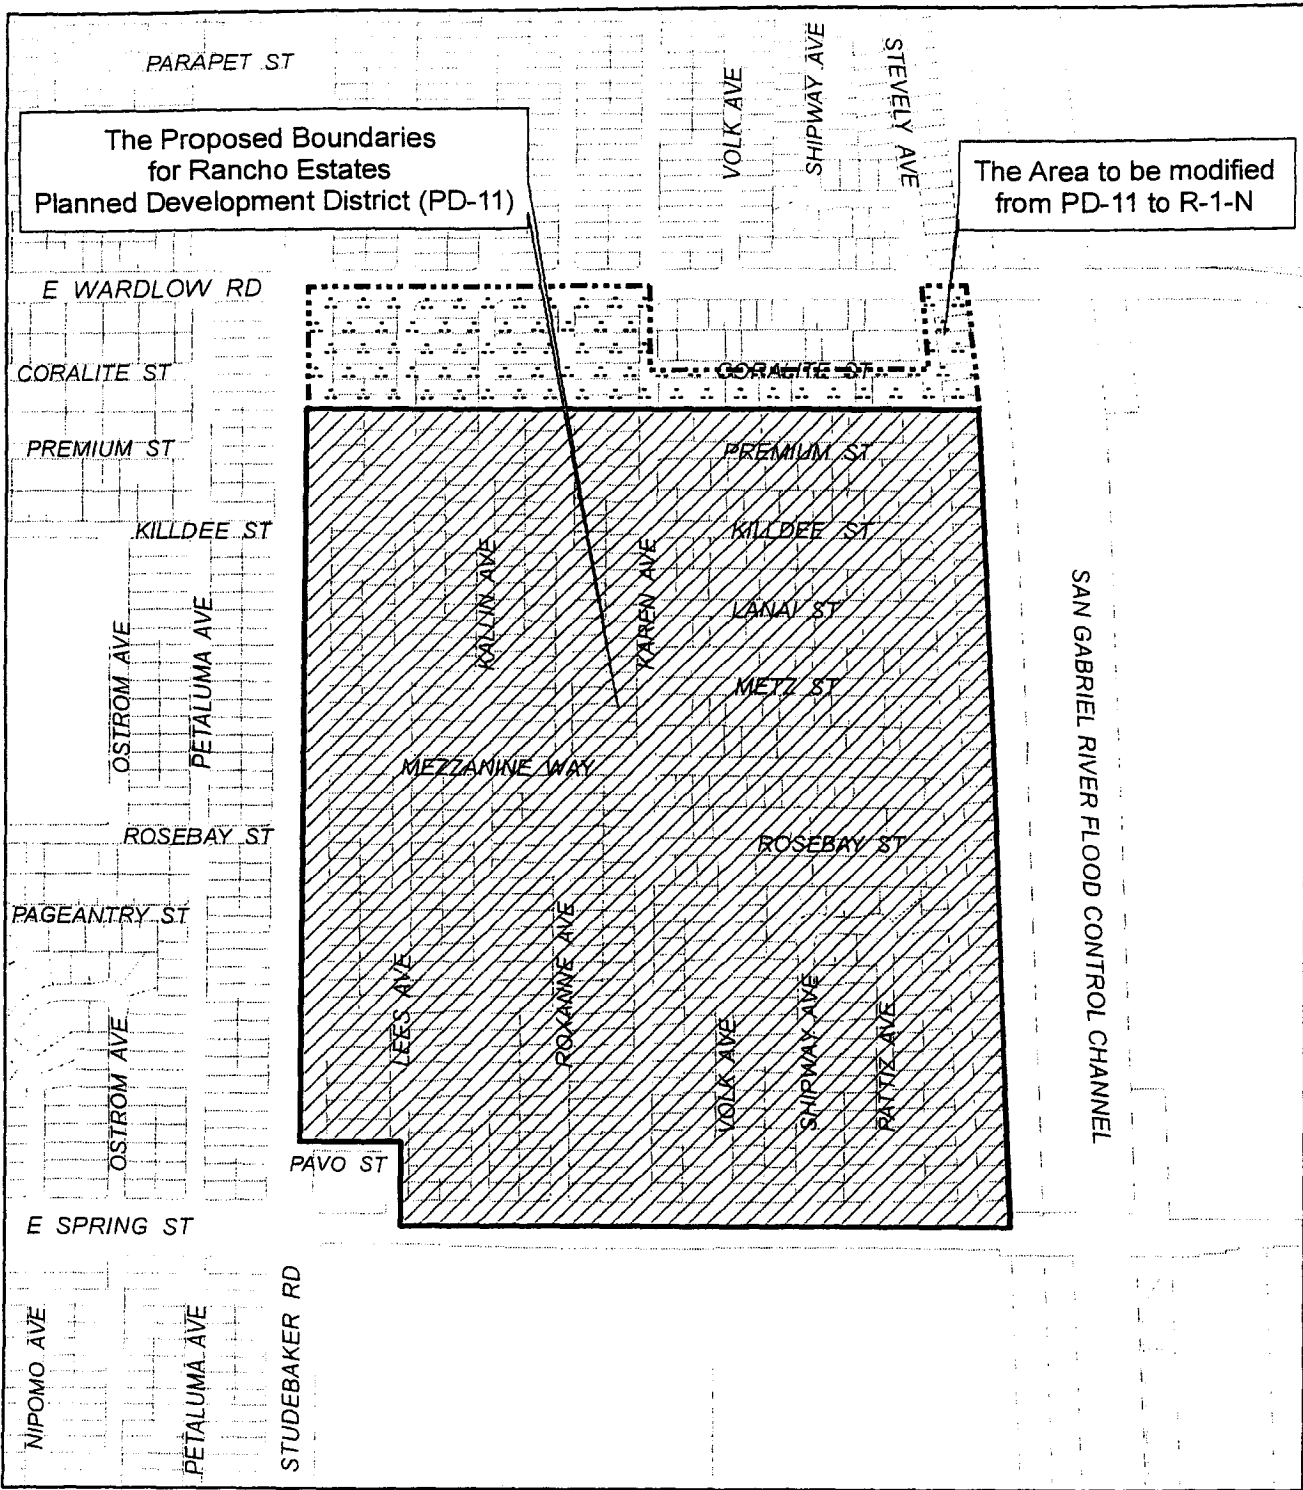 PARAPET ST
VOLK AVE
SHIPWAY AVE
STEVELY AVE
The Proposed Boundaries
for Rancho Estates
Planned Development District (PD-11)
The Area to be modified
from PD-11 to R-1-N
E WARDLOW RD
CORALITE ST
CORALITE ST
PREMIUM ST
PREMIUM ST
KILLDEE ST
KILLDEE ST
KALLIN AVE
KAREN AVE
LANAI ST
OSTROM AVE
PETALUMA AVE
METZ ST
SAN GABRIEL RIVER FLOOD CONTROL CHANNEL
MEZZANINE WAY
ROSEBAY ST
ROSEBAY ST
PAGEANTRY ST
LEES AVE
ROXANNE AVE
OSTROM AVE
VOLK AVE
SHIPWAY AVE
PATTIZ AVE
PAVO ST
E SPRING ST
NIPOMO AVE
PETALUMA AVE
STUDEBAKER RD